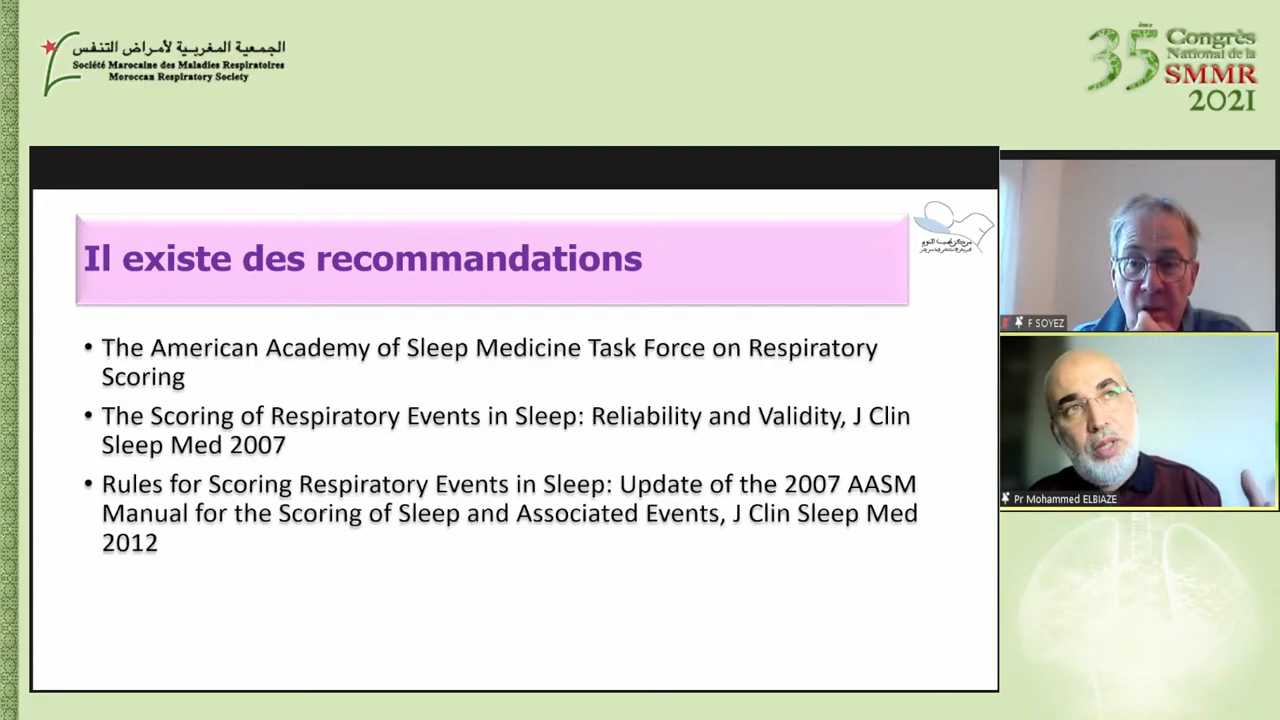 الجمعية المغربية لأمراض التنفس
Société Marocaine des Maladies Respiratoires
Moroccan Respiratory Society
35ème Congrès
National de la
SMMR
2021
Il existe des recommandations
• The American Academy of Sleep Medicine Task Force on Respiratory
Scoring
• The Scoring of Respiratory Events in Sleep: Reliability and Validity, J Clin
Sleep Med 2007
• Rules for Scoring Respiratory Events in Sleep: Update of the 2007 AASM
Manual for the Scoring of Sleep and Associated Events, J Clin Sleep Med
2012
F SOYEZ
Pr Mohammed ELBIAZE